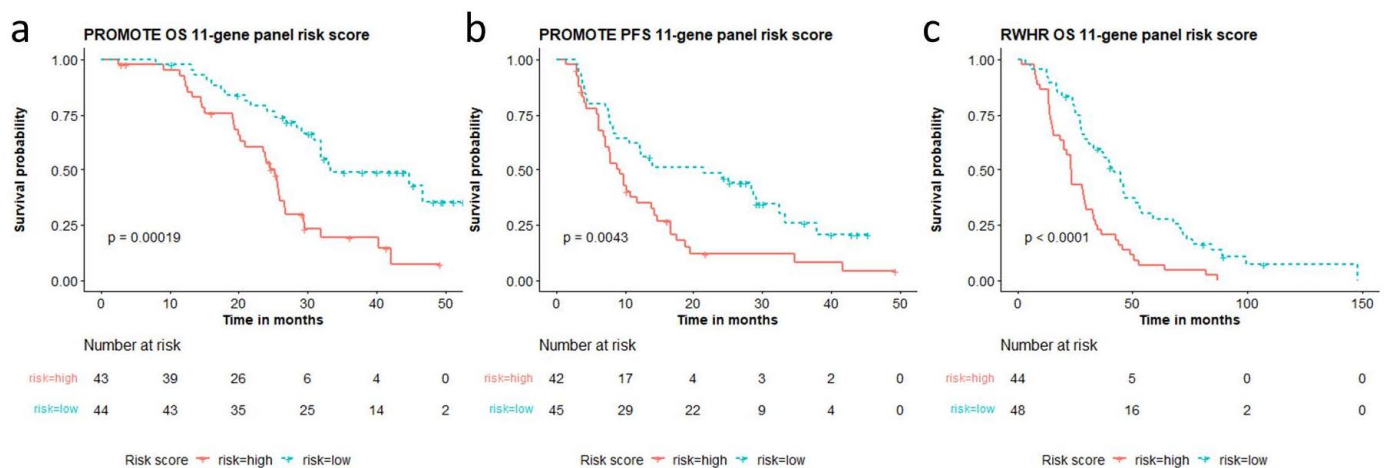 a
PROMOTE OS 11-gene panel risk score
Survival probability
1.00
0.75
0.50
0.25
0.00
p = 0.00019
0 10 20 30 40 50
Time in months
Number at risk
risk=high 43 39 26 6 4 0
risk=low 44 43 35 25 14 2
b
PROMOTE PFS 11-gene panel risk score
Survival probability
1.00
0.75
0.50
0.25
0.00
p = 0.0043
0 10 20 30 40 50
Time in months
Number at risk
risk=high 42 17 4 3 2 0
risk=low 45 29 22 9 4 0
c
RWHR OS 11-gene panel risk score
Survival probability
1.00
0.75
0.50
0.25
0.00
p < 0.0001
0 50 100 150
Time in months
Number at risk
risk=high 44 5 0 0
risk=low 48 16 2 0
Risk score risk=high risk=low
Risk score risk=high risk=low
Risk score risk=high risk=low